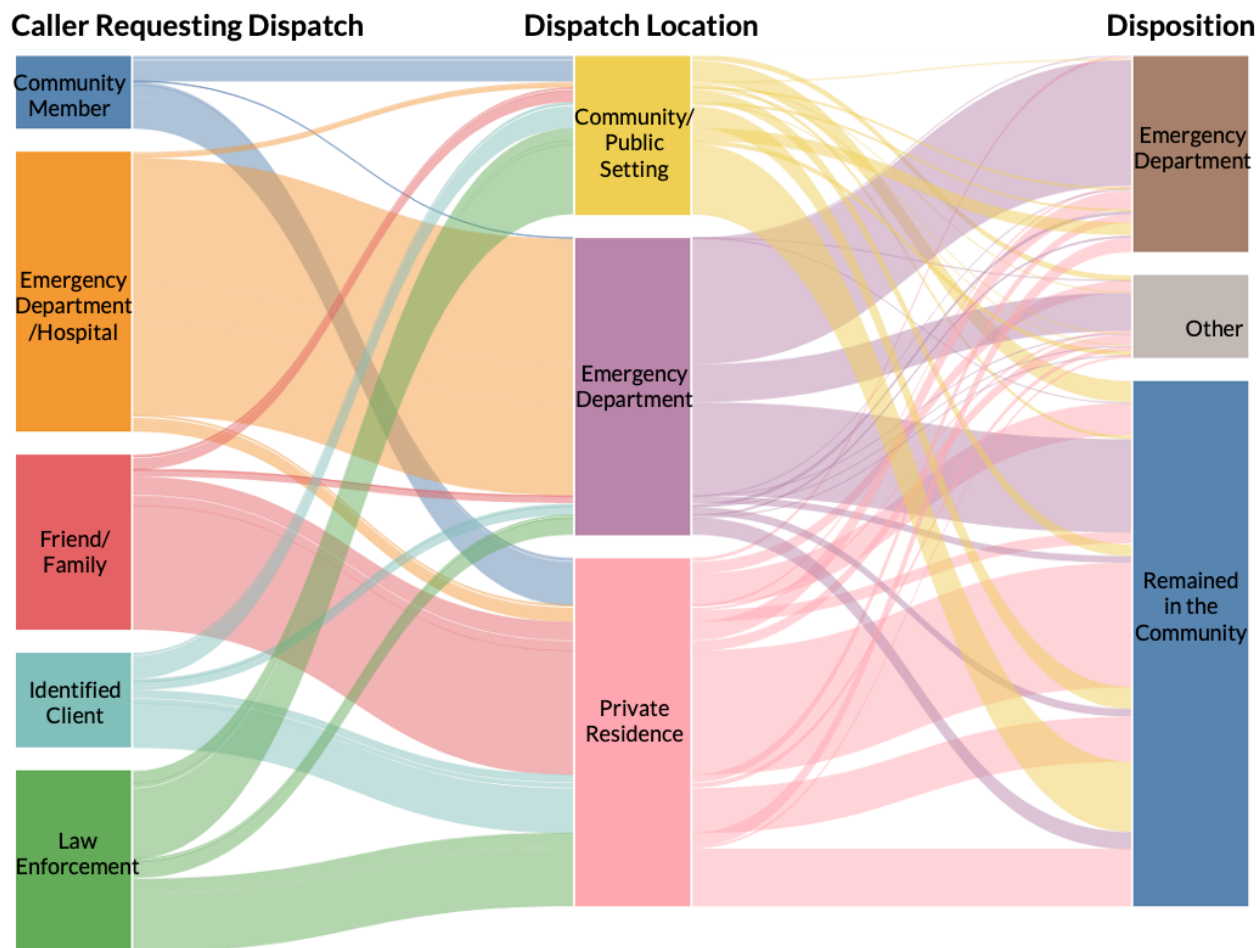 Caller Requesting Dispatch
Dispatch Location
Disposition
Community
Member
Emergency
Department
/Hospital
Friend/
Family
Identified
Client
Law
Enforcement
Community/
Public
Setting
Emergency
Department
Private
Residence
Emergency
Department
Other
Remained
in the
Community